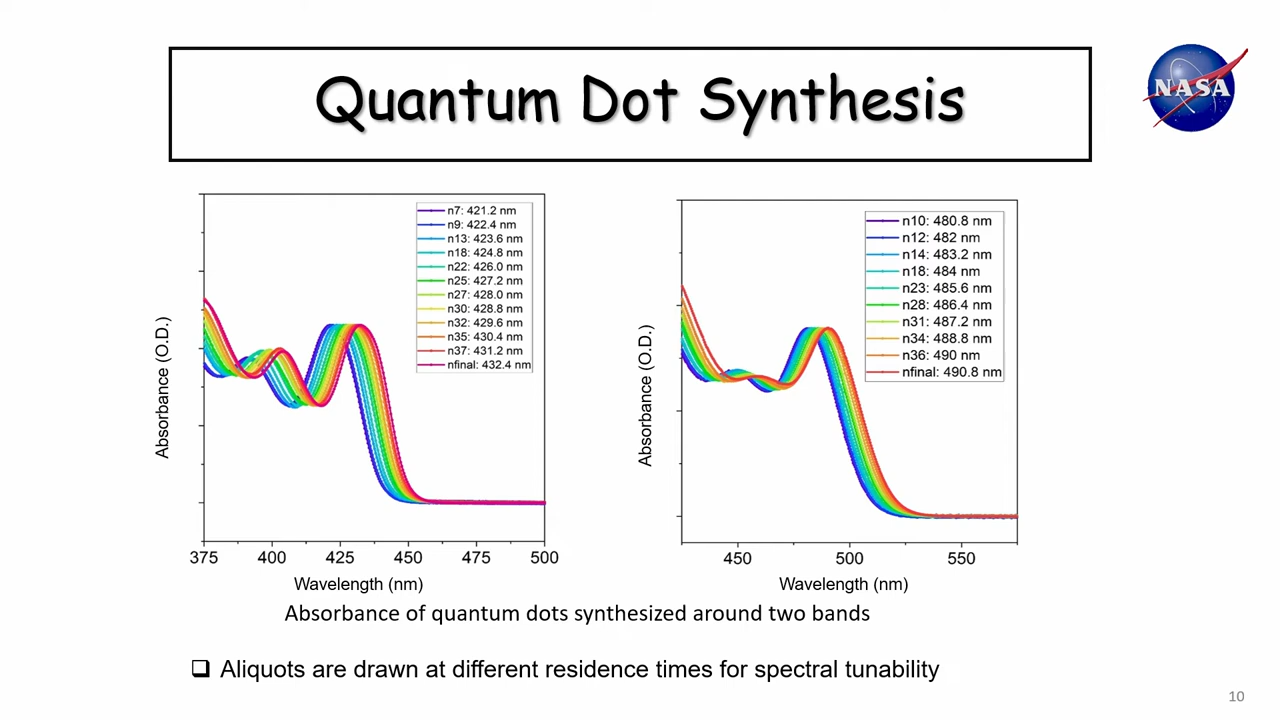 Quantum Dot Synthesis
NASA
n7: 421.2 nm
n9: 422.4 nm
n13: 423.6 nm
n18: 424.8 nm
n22: 426.0 nm
n25: 427.2 nm
n27: 428.0 nm
n30: 428.8 nm
n32: 429.6 nm
n35: 430.4 nm
n37: 431.2 nm
nfinal: 432.4 nm
Absorbance (O.D.)
375 400 425 450 475 500
Wavelength (nm)
n10: 480.8 nm
n12: 482 nm
n14: 483.2 nm
n18: 484 nm
n23: 485.6 nm
n28: 486.4 nm
n31: 487.2 nm
n34: 488.8 nm
n36: 490 nm
nfinal: 490.8 nm
Absorbance (O.D.)
450 500 550
Wavelength (nm)
Absorbance of quantum dots synthesized around two bands
Aliquots are drawn at different residence times for spectral tunability
10